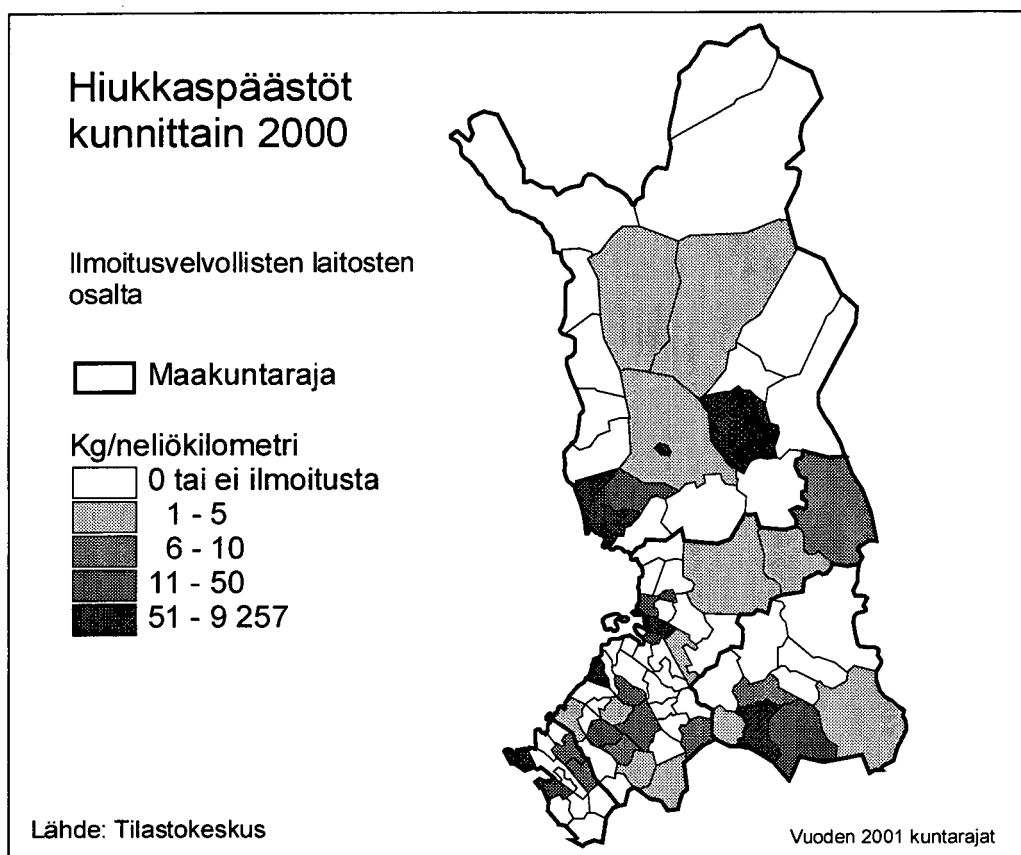 Hiukkaspäästöt
kunnittain 2000
Ilmoitusvelvollisten laitosten
osalta
Maakuntaraja
Kg/neliökilometri
0 tai ei ilmoitusta
1 - 5
6 - 10
11 - 50
51 - 9 257
Lähde: Tilastokeskus
Vuoden 2001 kuntarajat